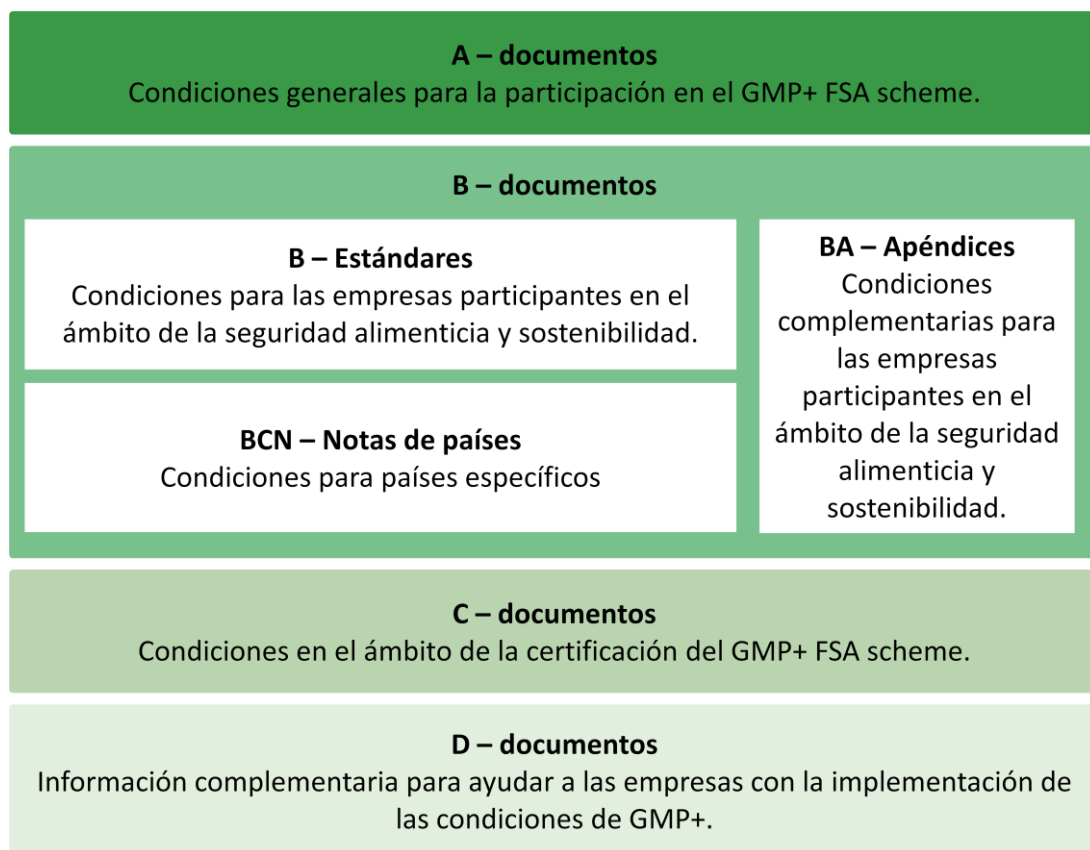 A – documentos
Condiciones generales para la participación en el GMP+ FSA scheme.
B – documentos
B – Estándares
Condiciones para las empresas participantes en el
ámbito de la seguridad alimenticia y sostenibilidad.
BCN – Notas de países
Condiciones para países específicos
BA – Apéndices
Condiciones
complementarias para
las empresas
participantes en el
ámbito de la seguridad
alimenticia y
sostenibilidad.
C – documentos
Condiciones en el ámbito de la certificación del GMP+ FSA scheme.
D – documentos
Información complementaria para ayudar a las empresas con la implementación de
las condiciones de GMP+.